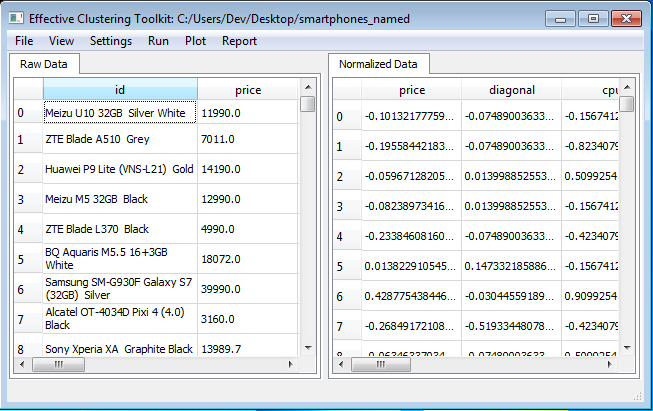 Effective Clustering Toolkit: C:/Users/Dev/Desktop/smartphones_named
File View Settings Run Plot Report
Raw Data
id price
0 Meizu U10 32GB Silver White 11990.0
1 ZTE Blade A510 Grey 7011.0
2 Huawei P9 Lite (VNS-L21) Gold 14190.0
3 Meizu M5 32GB Black 12990.0
4 ZTE Blade L370 Black 4990.0
5 BQ Aquaris M5.5 16+3GB
White 18072.0
6 Samsung SM-G930F Galaxy S7
(32GB) Silver 39990.0
7 Alcatel OT-4034D Pixi 4 (4.0)
Black 3160.0
8 Sony Xperia XA Graphite Black 13989.7
Normalized Data
price diagonal cpu
0 -0.10132177759... -0.07489003633... -0.1567412
1 -0.19558442183... -0.07489003633... -0.8234079
2 -0.05967128205... 0.013998852553... 0.5099254
3 -0.08238973416... 0.013998852553... -0.1567412
4 -0.23384608160... -0.07489003633... -0.4234079
5 0.013822910545... 0.147332185886... -0.1567412
6 0.428775438446... -0.03044559189... 0.9099254
7 -0.26849172108... -0.51933448078... -0.4234079
8 -0.06346337034... -0.07489003633... 0.5099254